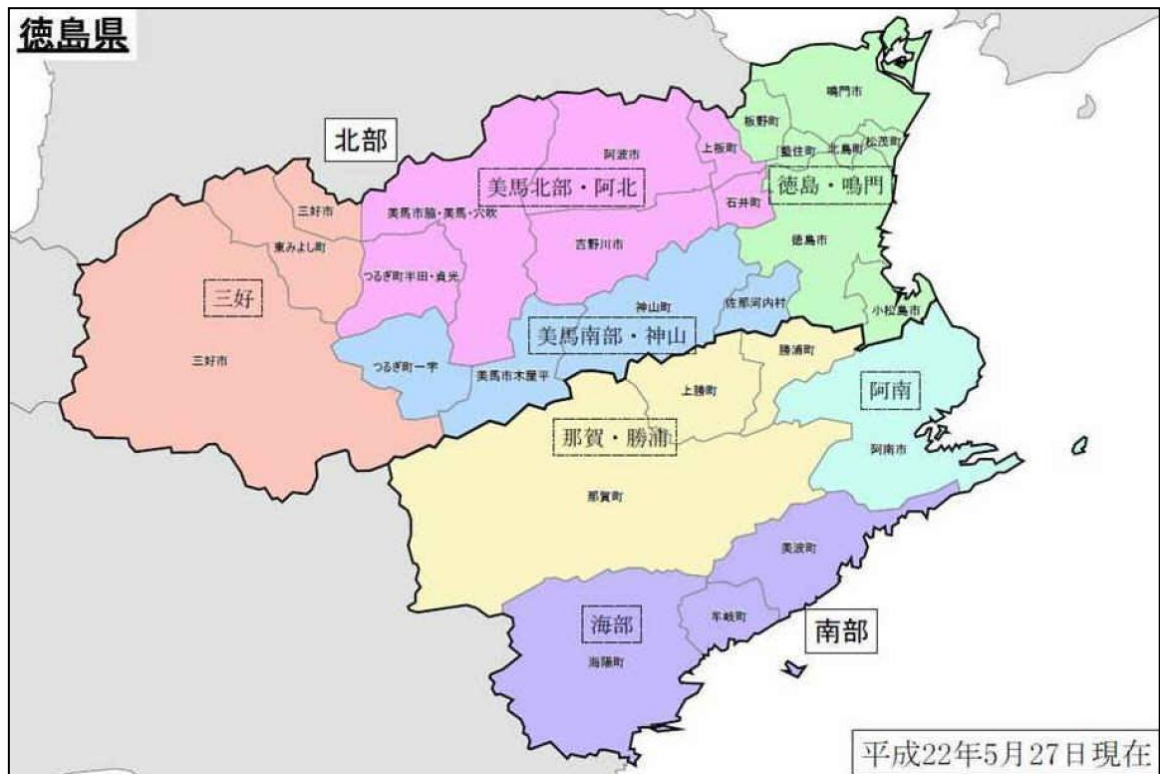 徳島県
北部
鳴門市
板野町
松茂町
藍住町
北島町
上板町
阿波市
徳島・鳴門
美馬北部・阿北
石井町
三好市
美馬市脇・美馬・穴吹
東みよし町
吉野川市
徳島市
つるぎ町半田・貞光
三好
神山町
佐那河内村
小松島市
美馬南部・神山
勝浦町
三好市
つるぎ町一宇
美馬市木屋平
上勝町
阿南
那賀・勝浦
阿南市
那賀町
美波町
牟岐町
海部
南部
海陽町
平成22年5月27日現在